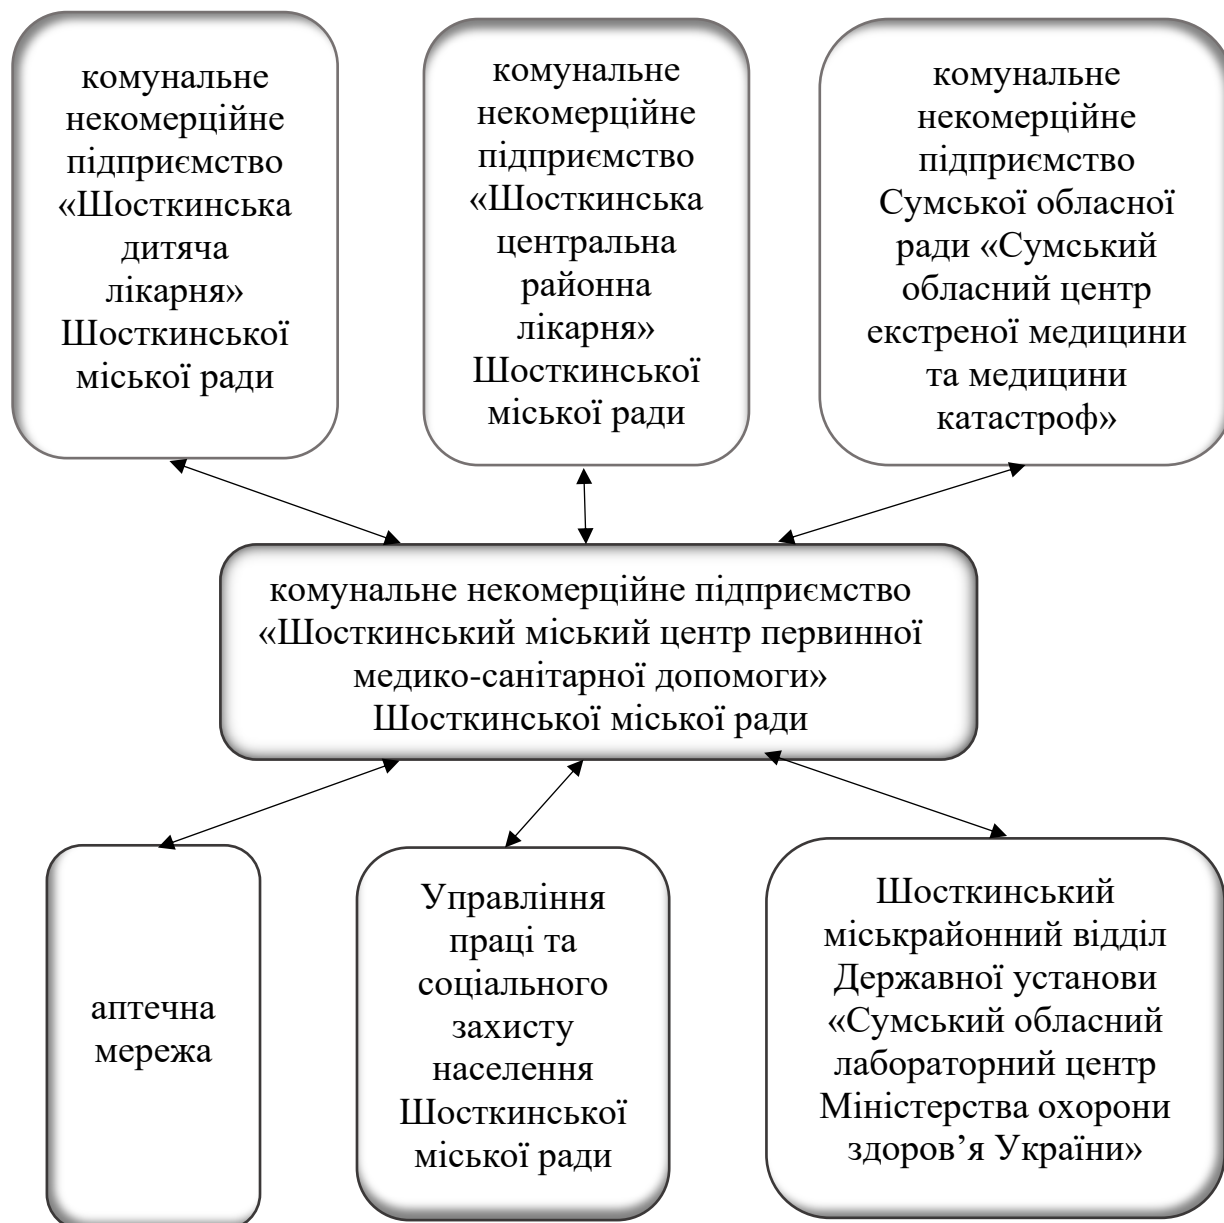 комунальне
некомерційне
підприємство
«Шосткинська
дитяча
лікарня»
Шосткинської
міської ради
комунальне
некомерційне
підприємство
«Шосткинська
центральна
районна
лікарня»
Шосткинської
міської ради
комунальне
некомерційне
підприємство
Сумської обласної
ради «Сумський
обласний центр
екстреної медицини
та медицини
катастроф»
комунальне некомерційне підприємство
«Шосткинський міський центр первинної
медико-санітарної допомоги»
Шосткинської міської ради
аптечна
мережа
Управління
праці та
соціального
захисту
населення
Шосткинської
міської ради
Шосткинський
міськрайонний відділ
Державної установи
«Сумський обласний
лабораторний центр
Міністерства охорони
здоров’я України»